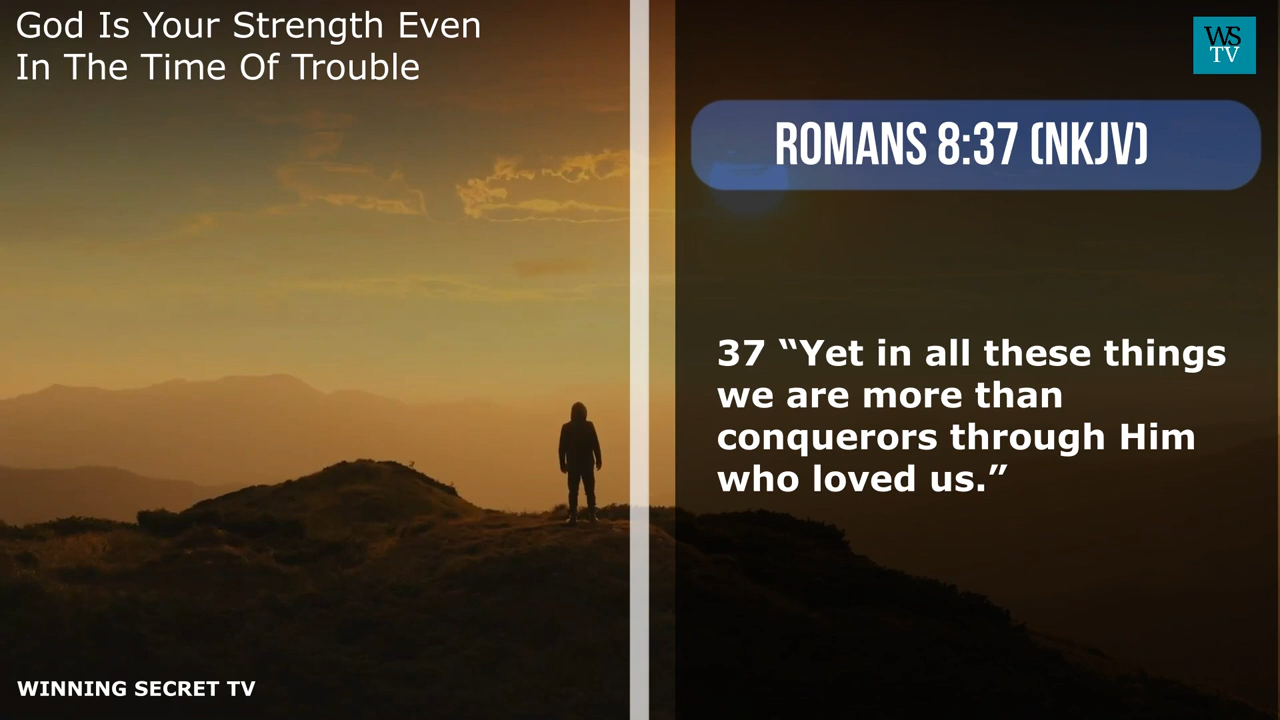 God Is Your Strength Even
In The Time Of Trouble
WS
TV
ROMANS 8:37 (NKJV)
37 “Yet in all these things
we are more than
conquerors through Him
who loved us.”
WINNING SECRET TV